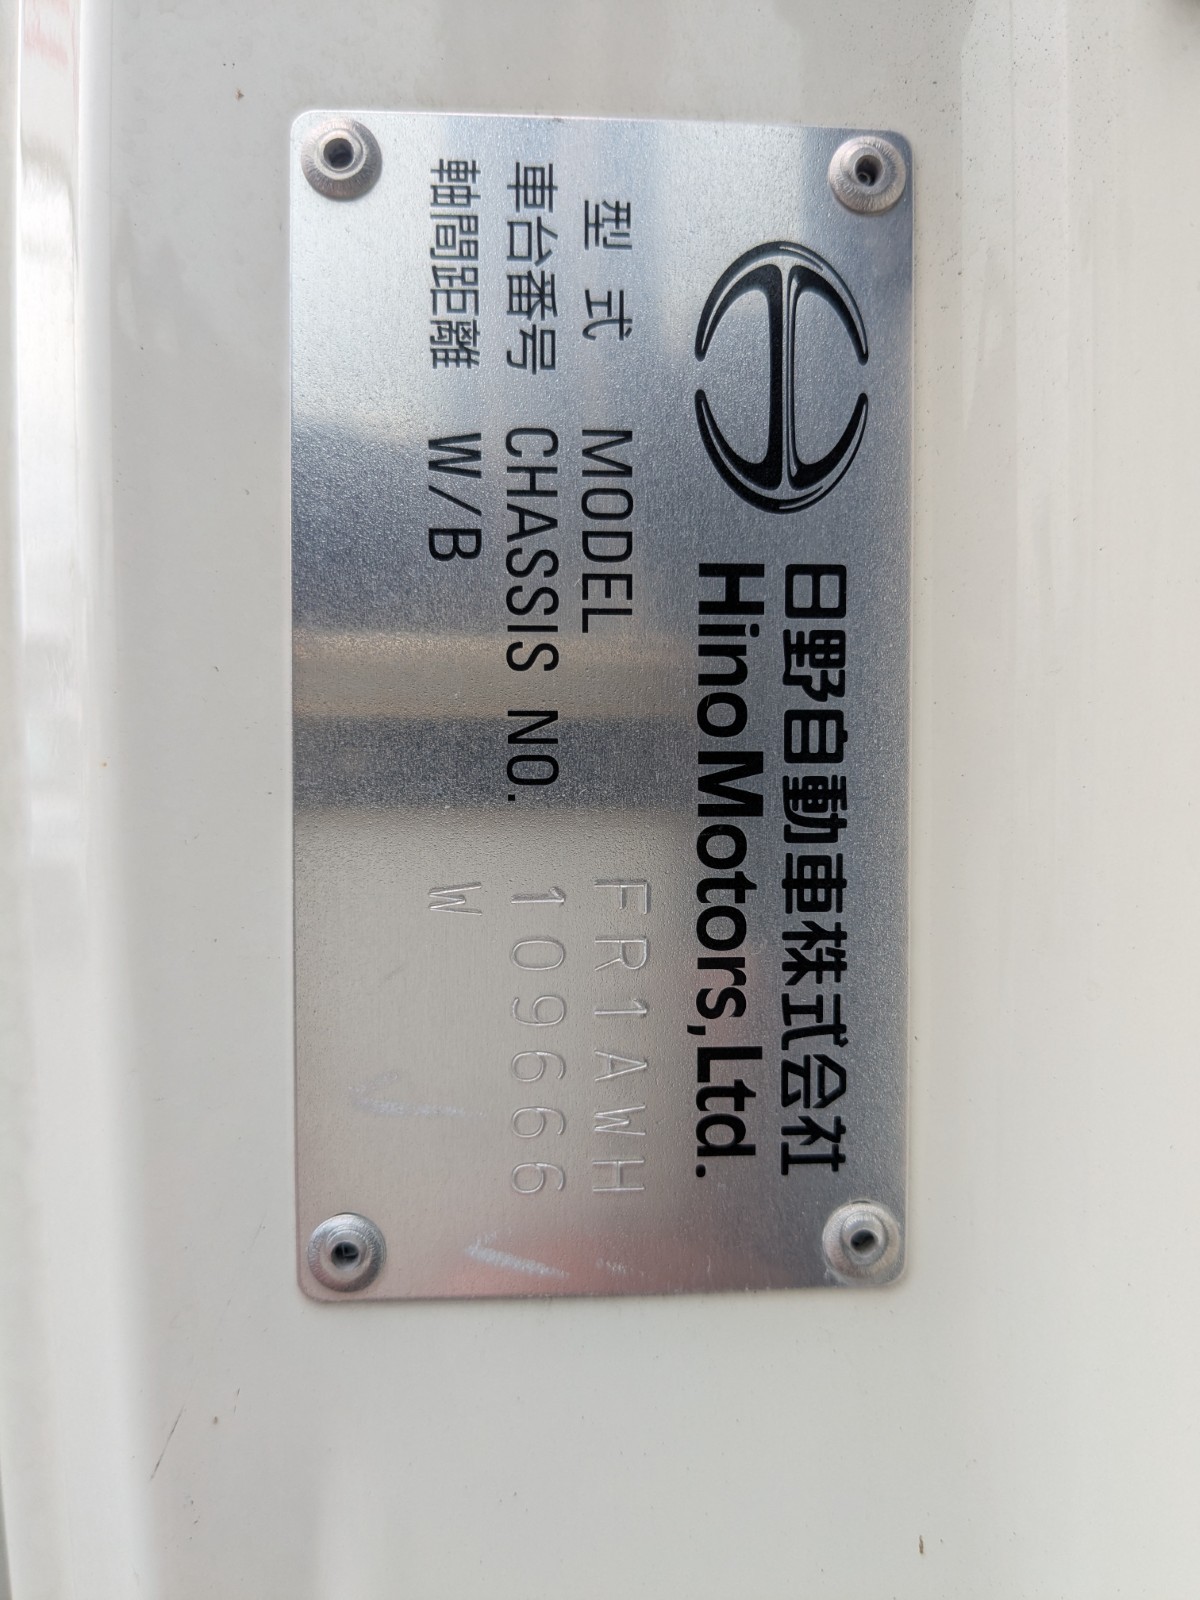 日野自動車株式会社
Hino Motors, Ltd.
型式 MODEL FR1AWH
車台番号 CHASSIS NO. 109666
軸間距離 W/B W